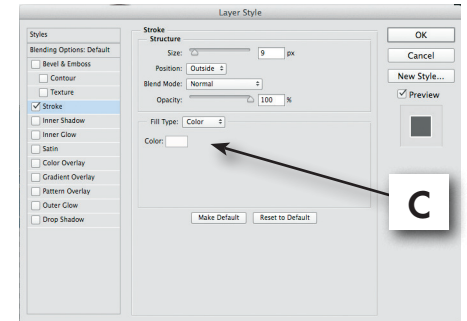 Layer Style
Styles
Blending Options: Default
Bevel & Emboss
Contour
Texture
Stroke
Inner Shadow
Inner Glow
Satin
Color Overlay
Gradient Overlay
Pattern Overlay
Outer Glow
Drop Shadow
Stroke
Structure
Size: 9 px
Position: Outside
Blend Mode: Normal
Opacity: 100 %
Fill Type: Color
Color:
Make Default Reset to Default
OK
Cancel
New Style...
Preview
C